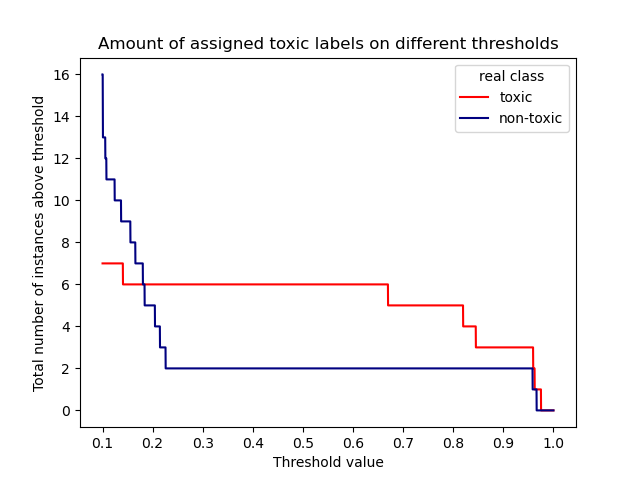 Amount of assigned toxic labels on different thresholds
real class
toxic
non-toxic
Total number of instances above threshold
16
14
12
10
8
6
4
2
0
0.1 0.2 0.3 0.4 0.5 0.6 0.7 0.8 0.9 1.0
Threshold value